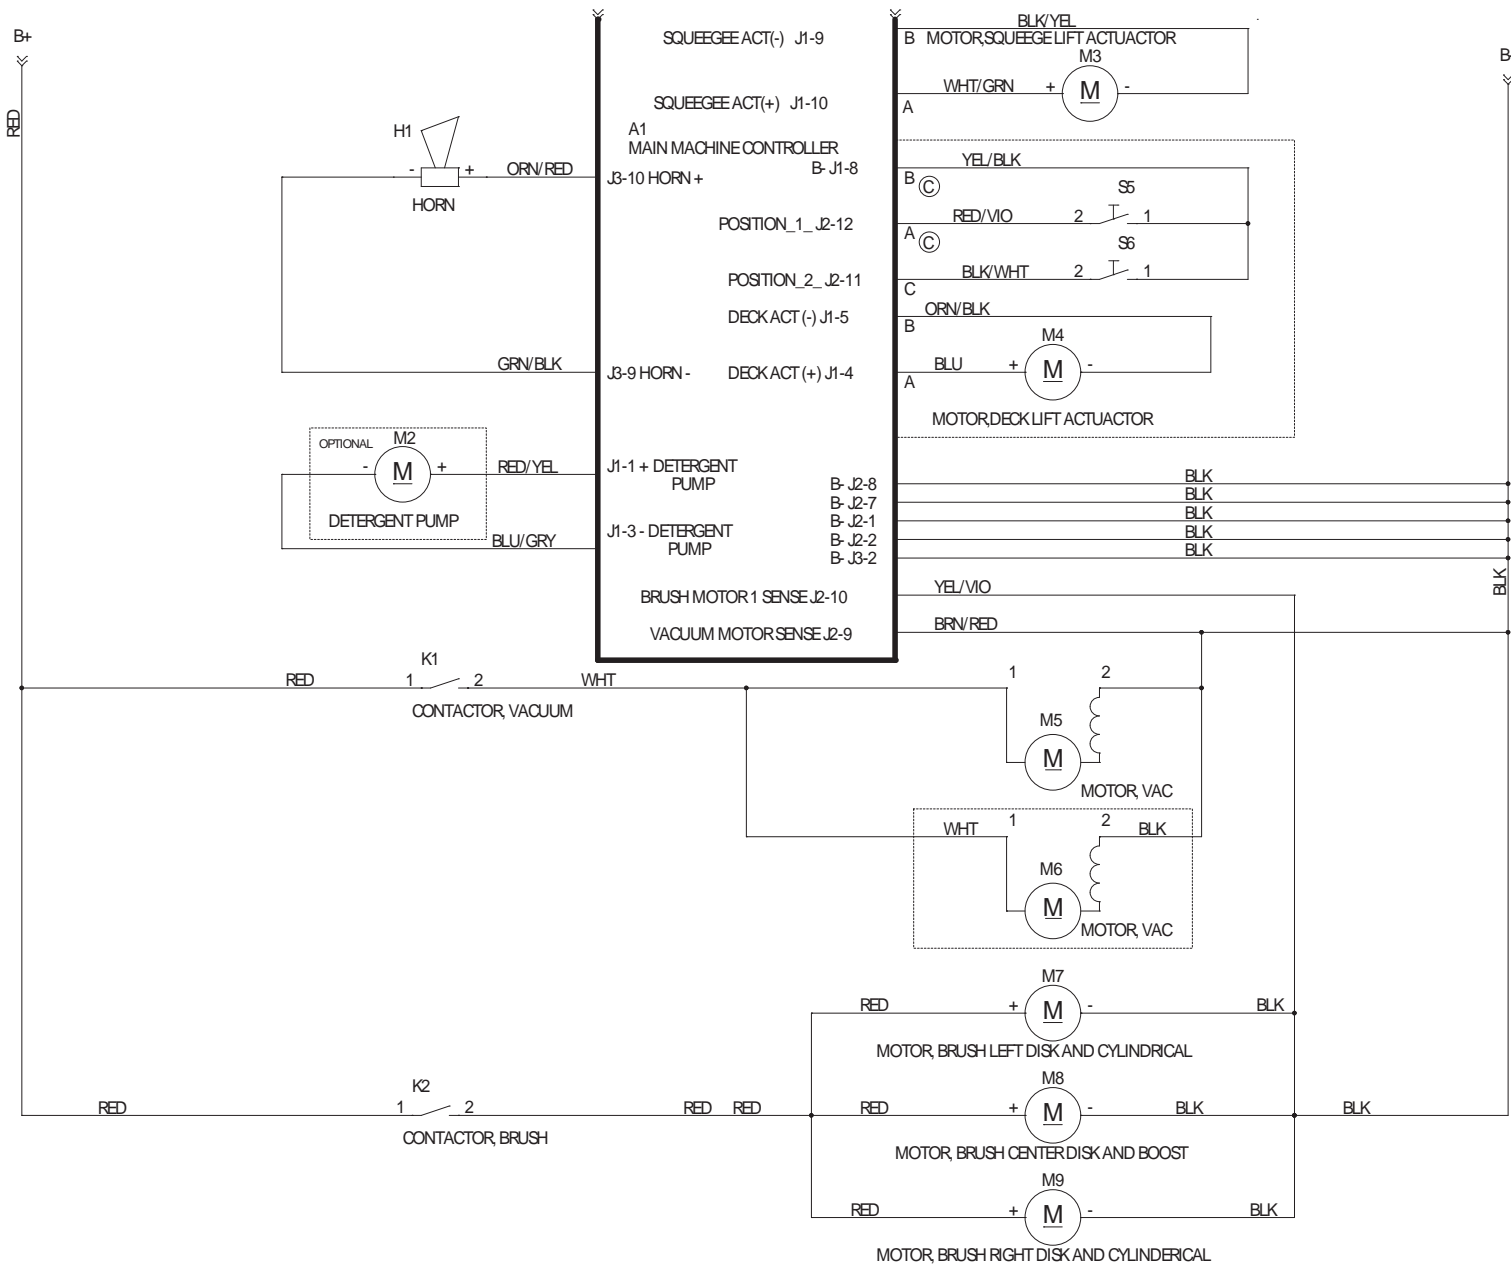 BLK/YEL
B+
SQUEEGEE ACT(-) J1-9
B MOTOR,SQUEEGE LIFT ACTUACTOR
B
M3
WHT/GRN + M -
RED
SQUEEGEE ACT(+) J1-10
A
H1
A1
MAIN MACHINE CONTROLLER
B- J1-8
YEL/BLK
- + ORN/RED
J3-10 HORN +
B C
S5
HORN
POSITION_1_ J2-12
RED/VIO 2 1
A C
S6
POSITION_2_ J2-11
BLK/WHT 2 1
C
DECK ACT (-) J1-5
ORN/BLK
B
M4
GRN/BLK
J3-9 HORN -
DECK ACT (+) J1-4
BLU + M -
A
MOTOR,DECK LIFT ACTUACTOR
OPTIONAL M2
- M + RED/YEL
J1-1 + DETERGENT
PUMP
B- J2-8 BLK
B- J2-7 BLK
DETERGENT PUMP
B- J2-1 BLK
BLU/GRY
J1-3 - DETERGENT
PUMP
B- J2-2 BLK
B- J3-2 BLK
BLK
BRUSH MOTOR 1 SENSE J2-10 YEL/VIO
VACUUM MOTOR SENSE J2-9 BRN/RED
K1
RED 1 2 WHT
1 2
CONTACTOR, VACUUM
M5
M
MOTOR, VAC
WHT 1 2 BLK
M6
M
MOTOR, VAC
M7
RED + M - BLK
MOTOR, BRUSH LEFT DISK AND CYLINDRICAL
K2
M8
RED 1 2 RED RED RED + M - BLK BLK
CONTACTOR, BRUSH
MOTOR, BRUSH CENTER DISK AND BOOST
M9
RED + M - BLK
MOTOR, BRUSH RIGHT DISK AND CYLINDERICAL